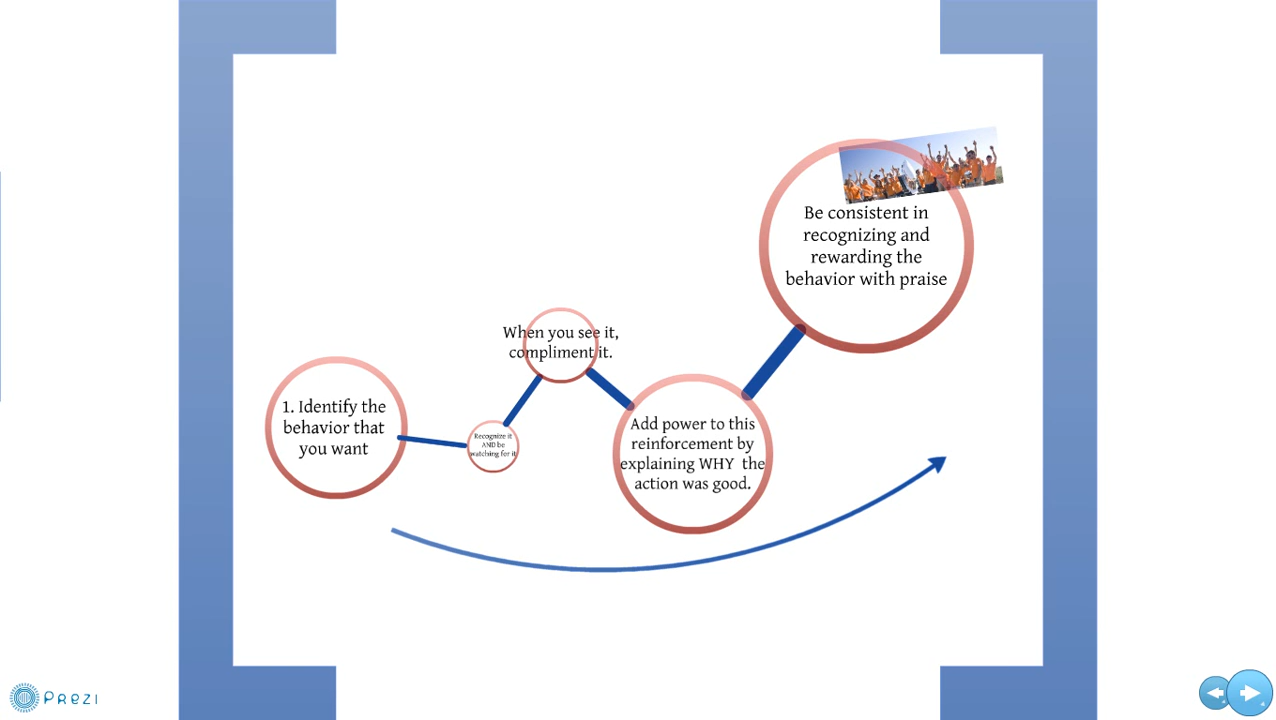 1. Identify the
behavior that
you want
Recognize it
AND be
watching for it
When you see it,
compliment it.
Add power to this
reinforcement by
explaining WHY the
action was good.
Be consistent in
recognizing and
rewarding the
behavior with praise
Prezi